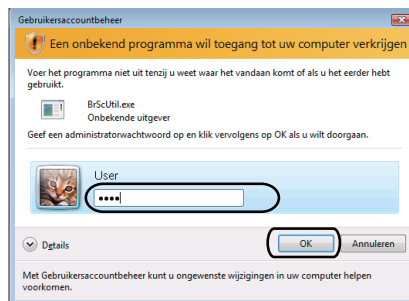 Gebruikersaccountbeheer
Een onbekend programma wil toegang tot uw computer verkrijgen
Voer het programma niet uit tenzij u weet waar het vandaan komt of als u het eerder hebt
gebruikt.
BrScUtil.exe
Onbekende uitgever
Geef een administratorwachtwoord op en klik vervolgens op OK als u wilt doorgaan.
User
••••
Details
OK
Annuleren
Met Gebruikersaccountbeheer kunt u ongewenste wijzigingen in uw computer helpen
voorkomen.